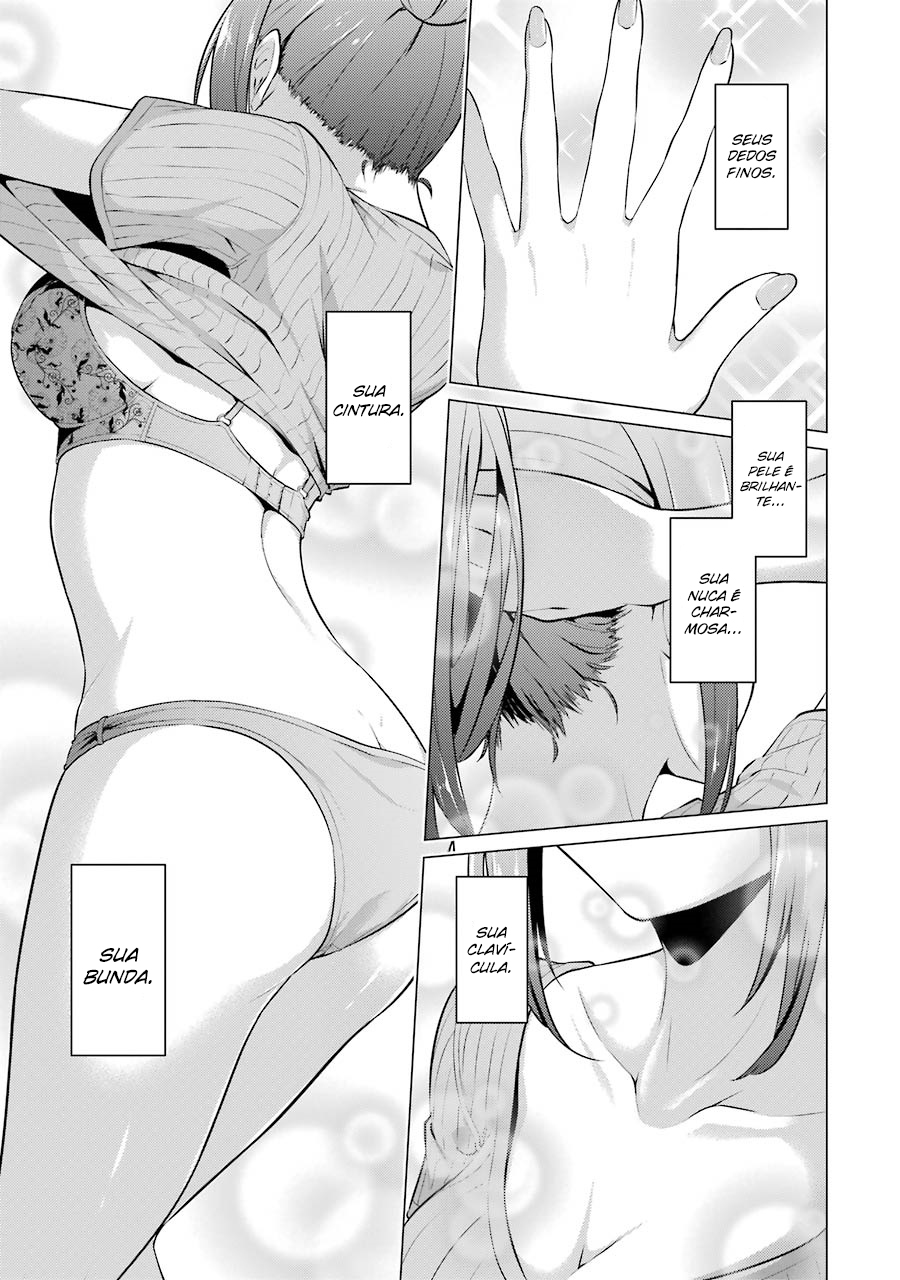 SEUS
DEDOS
FINOS.
SUA
PELE É
BRILHAN-
TE...
SUA
NUCA É
CHAR-
MOSA...
SUA
CLAVÍ-
CULA.
SUA
CINTURA.
SUA
BUNDA.